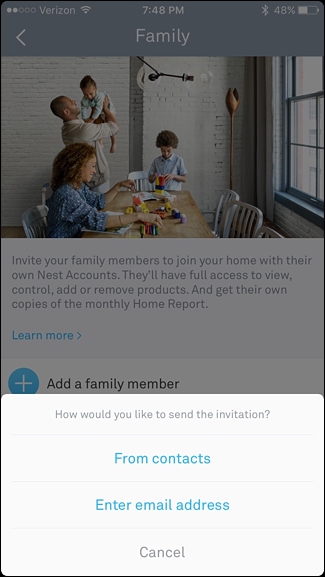 Verizon 7:48 PM 48%
Family
Invite your family members to join your home with their
own Nest Accounts. They'll have full access to view,
control, add or remove products. And get their own
copies of the monthly Home Report.
Learn more >
Add a family member
How would you like to send the invitation?
From contacts
Enter email address
Cancel